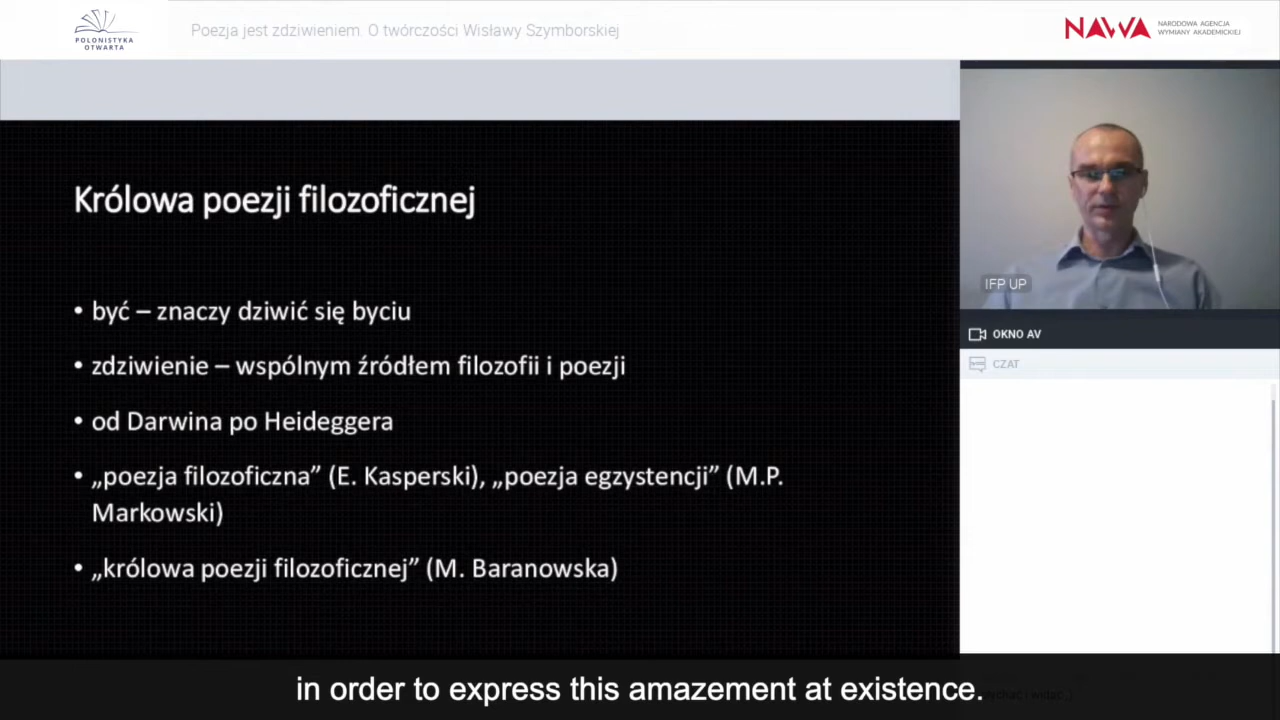 POLONISTYKA
OTWARTA
Poezja jest zdziwieniem. O twórczości Wisławy Szymborskiej
NAWA
NARODOWA AGENCJA
WYMIANY AKADEMICKIEJ
Królowa poezji filozoficznej
• być – znaczy dziwić się byciu
• zdziwienie – wspólnym źródłem filozofii i poezji
• od Darwina po Heideggera
• „poezja filozoficzna” (E. Kasperski), „poezja egzystencji” (M.P.
Markowski)
• „królowa poezji filozoficznej” (M. Baranowska)
IFP UP
OKNO AV
CZAT
in order to express this amazement at existence.